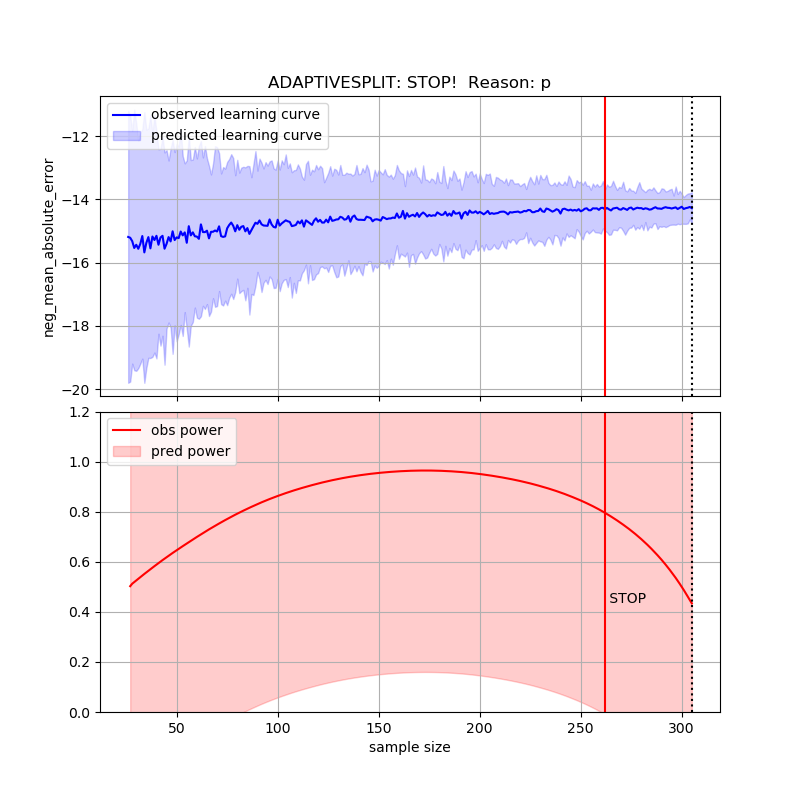 ADAPTIVESPLIT: STOP!  Reason: p
observed learning curve
predicted learning curve
neg_mean_absolute_error
−12
−14
−16
−18
−20
obs power
pred power
1.2
1.0
0.8
0.6
0.4
0.2
0.0
STOP
50
100
150
200
250
300
sample size